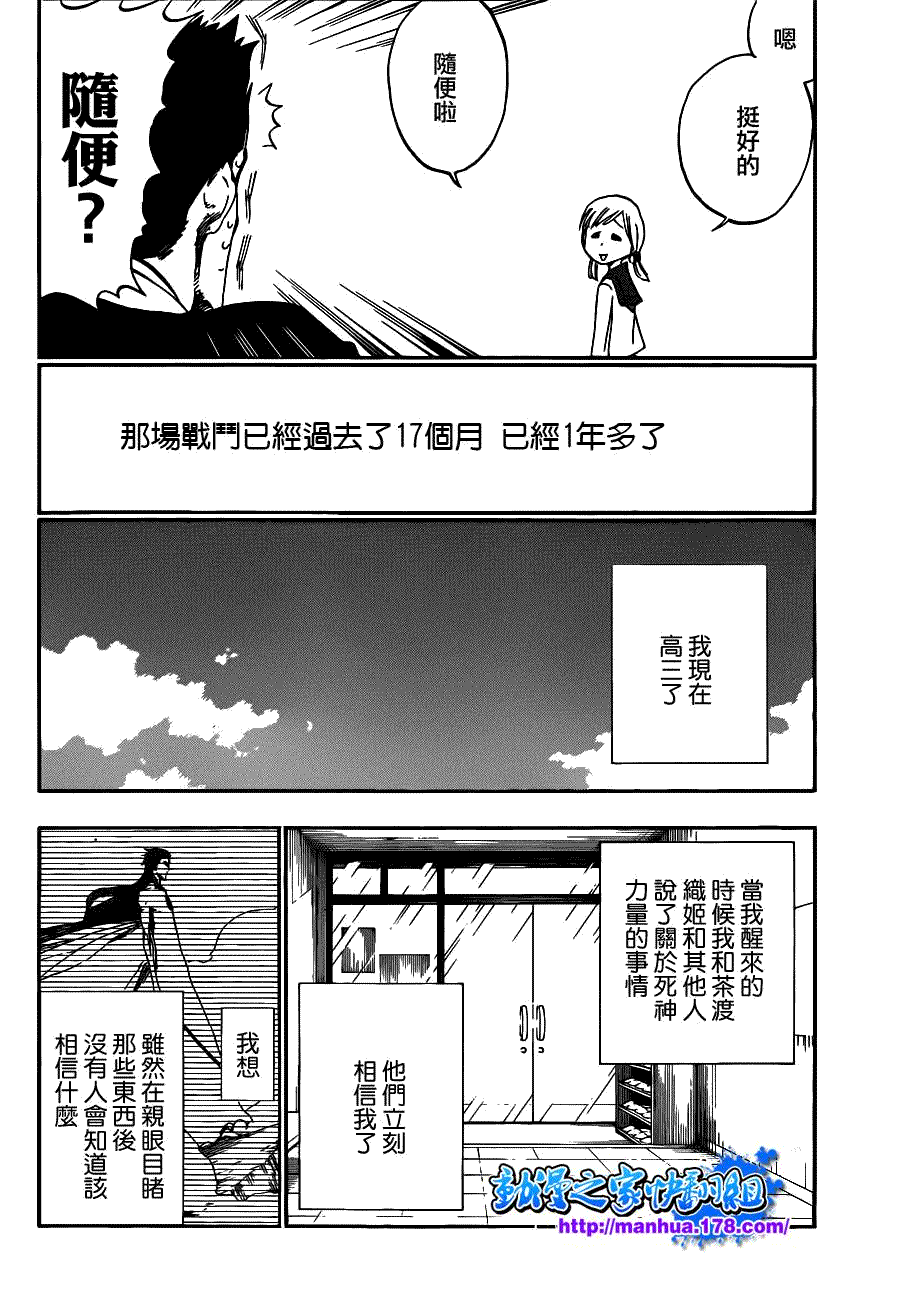 嗯
挺好的
隨便啦
隨便?
那場戰鬥已經過去了17個月 已經1年多了
我現在
高三了
當我醒來的
時候我和茶渡
織姬和其他人
說了關於死神
力量的事情
他們立刻
相信我了
我想
雖然在親眼目睹
那些東西後
沒有人會知道該
相信什麼
動漫之家快翻組
http://manhua.178.com/